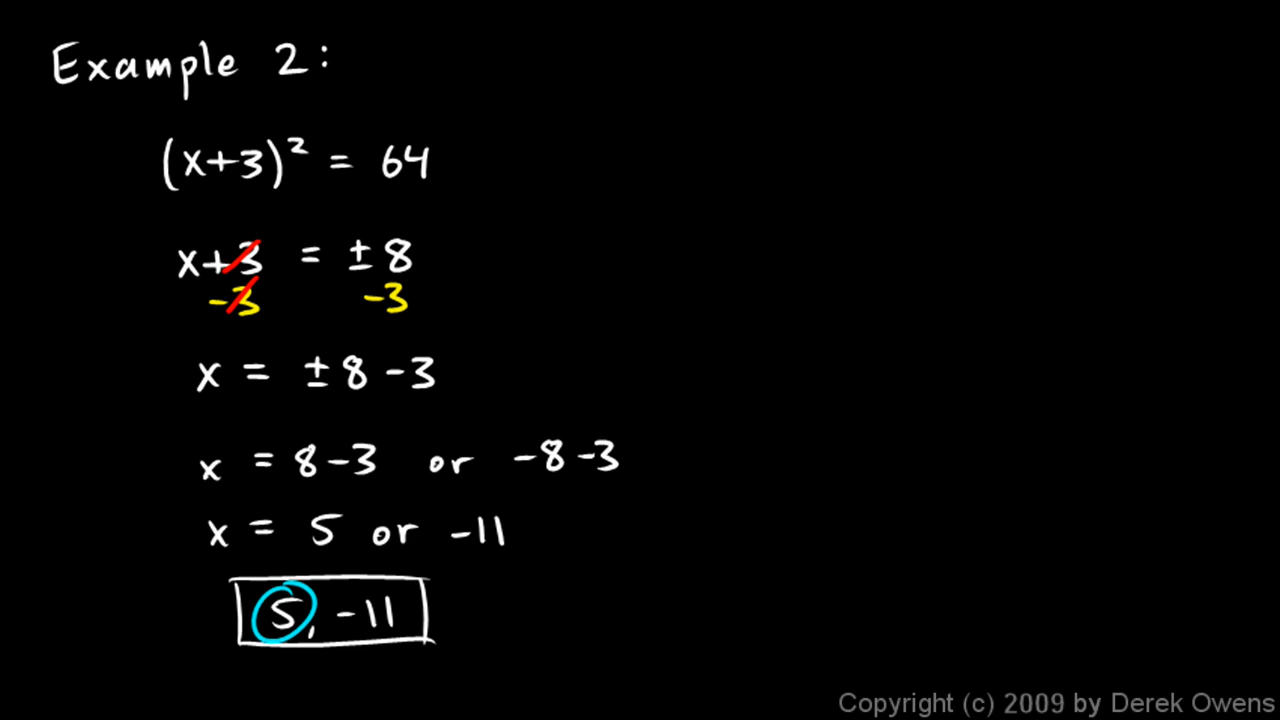 Example 2:
(x+3)² = 64
x+3 = ±8
-3 -3
x = ±8-3
x = 8-3 or -8-3
x = 5 or -11
5, -11
Copyright (c) 2009 by Derek Owens